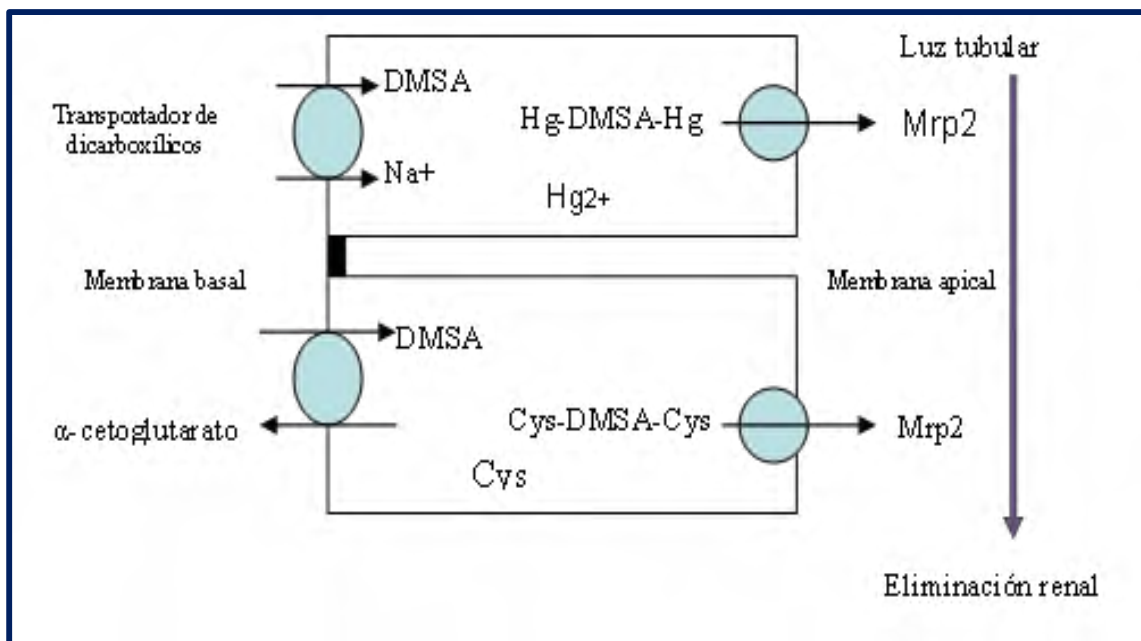 Luz tubular
DMSA
Transportador de
dicarboxílicos
Hg-DMSA-Hg
Mrp2
Na+
Hg2+
Membrana basal
Membrana apical
DMSA
α- cetoglutarato
Cys-DMSA-Cys
Mrp2
Cys
Eliminación renal